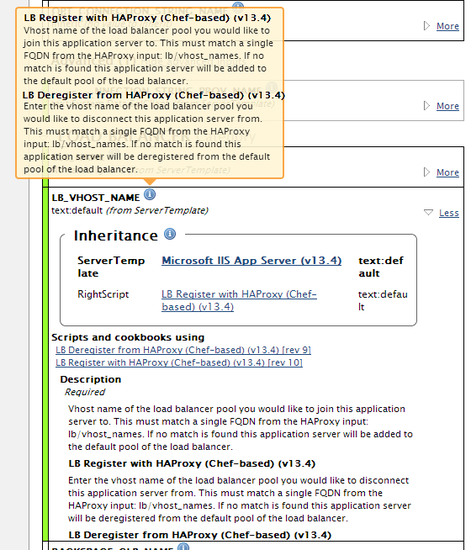 LB Register with HAProxy (Chef-based) (v13.4)
Vhost name of the load balancer pool you would like to
join this application server to. This must match a single
FQDN from the HAProxy input: lb/vhost_names. If no
match is found this application server will be added to
the default pool of the load balancer.
LB Deregister from HAProxy (Chef-based) (v13.4)
Enter the vhost name of the load balancer pool you
would like to disconnect this application server from.
This must match a single FQDN from the HAProxy
input: lb/vhost_names. If no match is found this
application server will be deregistered from the default
pool of the load balancer.
More
More
More
LB_VHOST_NAME
text:default (from ServerTemplate)
Less
Inheritance
ServerTemp
late
Microsoft IIS App Server (v13.4)
text:def
ault
RightScript
LB Register with HAProxy (Chef-
based) (v13.4)
text:defau
lt
Scripts and cookbooks using
LB Deregister from HAProxy (Chef-based) (v13.4) [rev 9]
LB Register with HAProxy (Chef-based) (v13.4) [rev 10]
Description
Required
Vhost name of the load balancer pool you would like to join this application
server to. This must match a single FQDN from the HAProxy input:
lb/vhost_names. If no match is found this application server will be added to
the default pool of the load balancer.
LB Register with HAProxy (Chef-based) (v13.4)
Enter the vhost name of the load balancer pool you would like to disconnect
this application server from. This must match a single FQDN from the
HAProxy input: lb/vhost_names. If no match is found this application server
will be deregistered from the default pool of the load balancer.
LB Deregister from HAProxy (Chef-based) (v13.4)